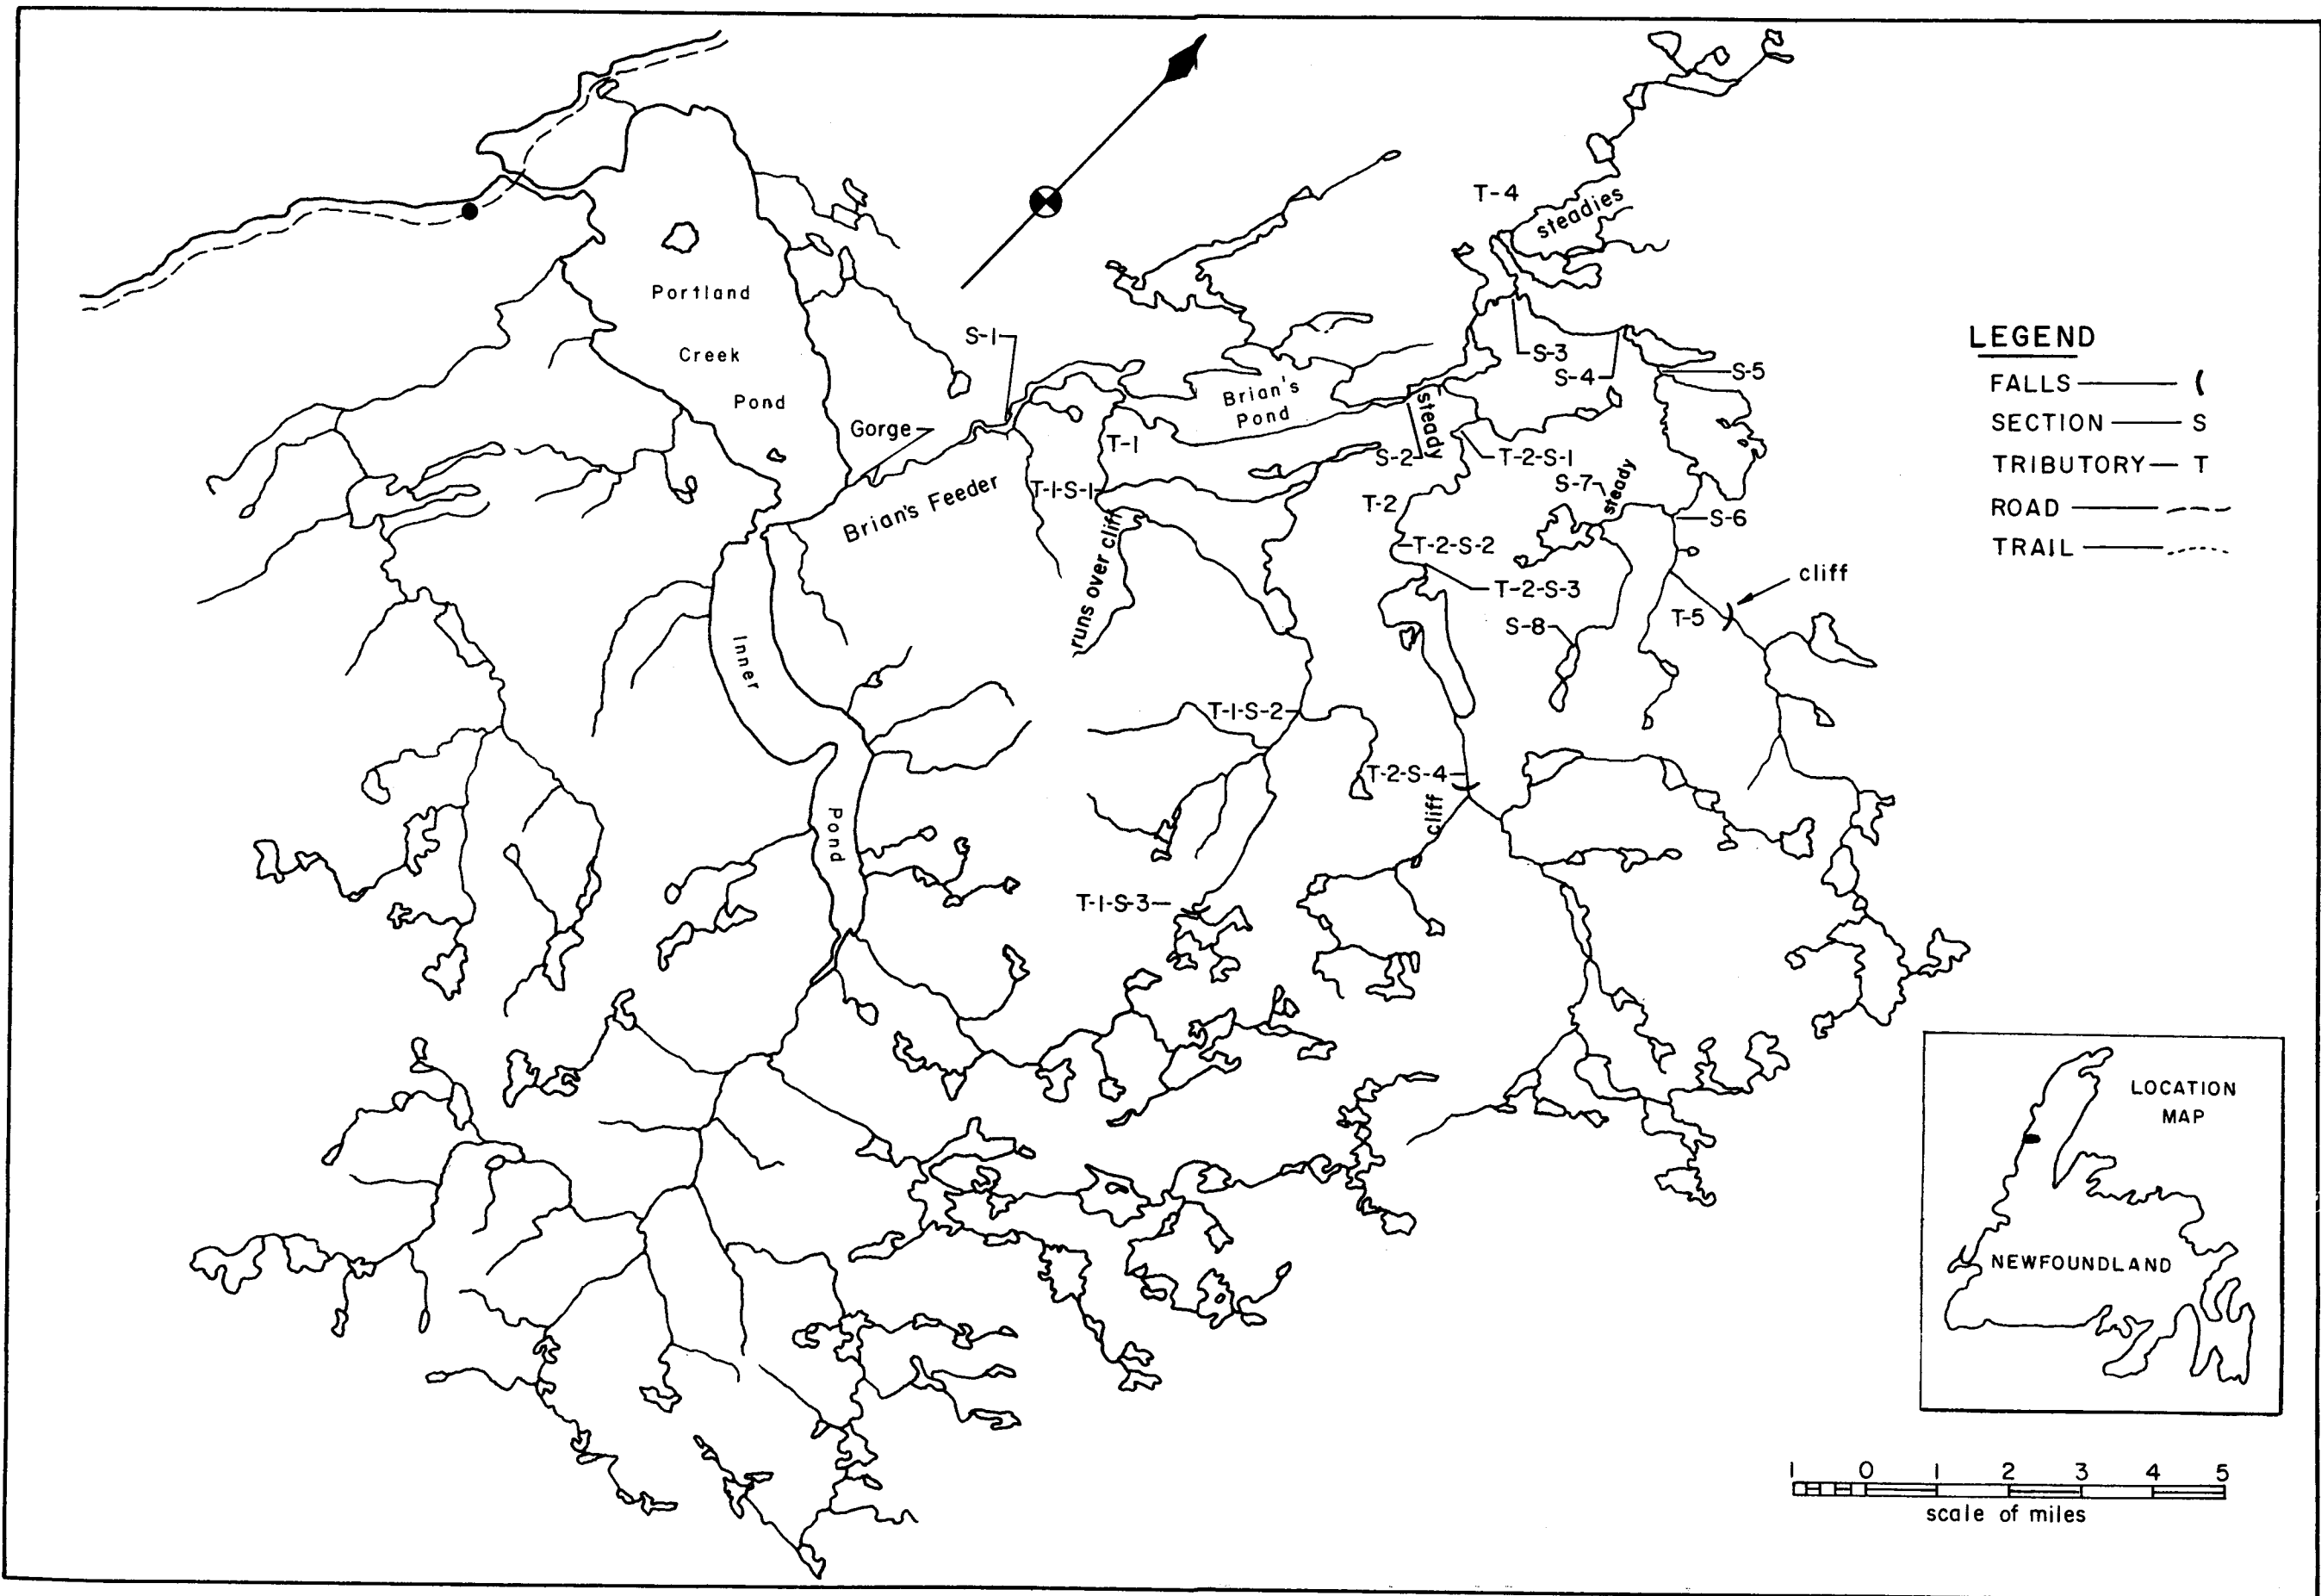 Portland
Creek
Pond
S-1
Gorge
Brian's Feeder
Inner
Pond
T-1
T-1-S-1
runs over cliff
T-1-S-2
T-1-S-3
Brian's
Pond
S-2
steady
T-2-S-1
T-2
T-2-S-2
T-2-S-3
T-2-S-4
cliff
T-4
steadies
S-3
S-4
S-5
S-7
steady
S-6
S-8
T-5
cliff
LEGEND
FALLS (
SECTION S
TRIBUTORY T
ROAD
TRAIL
LOCATION
MAP
NEWFOUNDLAND
1 0 1 2 3 4 5
scale of miles